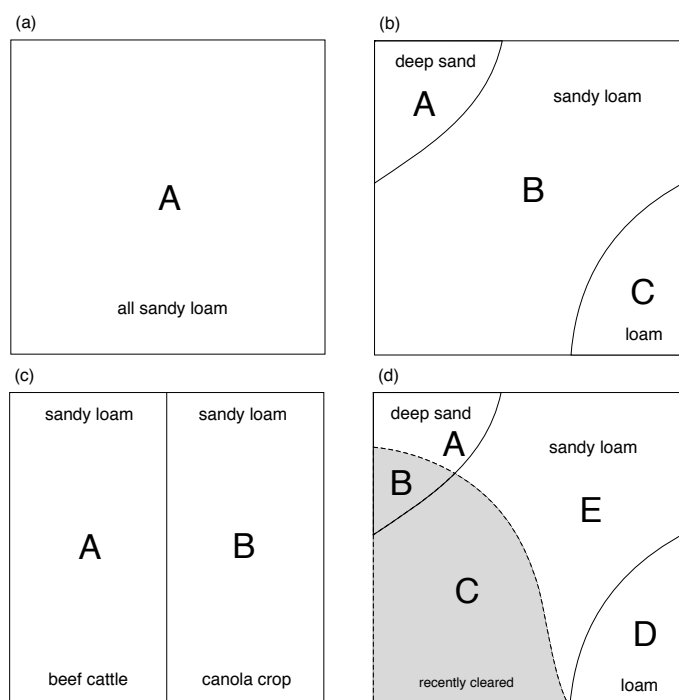 (a)
A
all sandy loam
(b)
deep sand
A
sandy loam
B
C
loam
(c)
sandy loam
sandy loam
A
B
beef cattle
canola crop
(d)
deep sand
A
sandy loam
B
E
C
D
recently cleared
loam